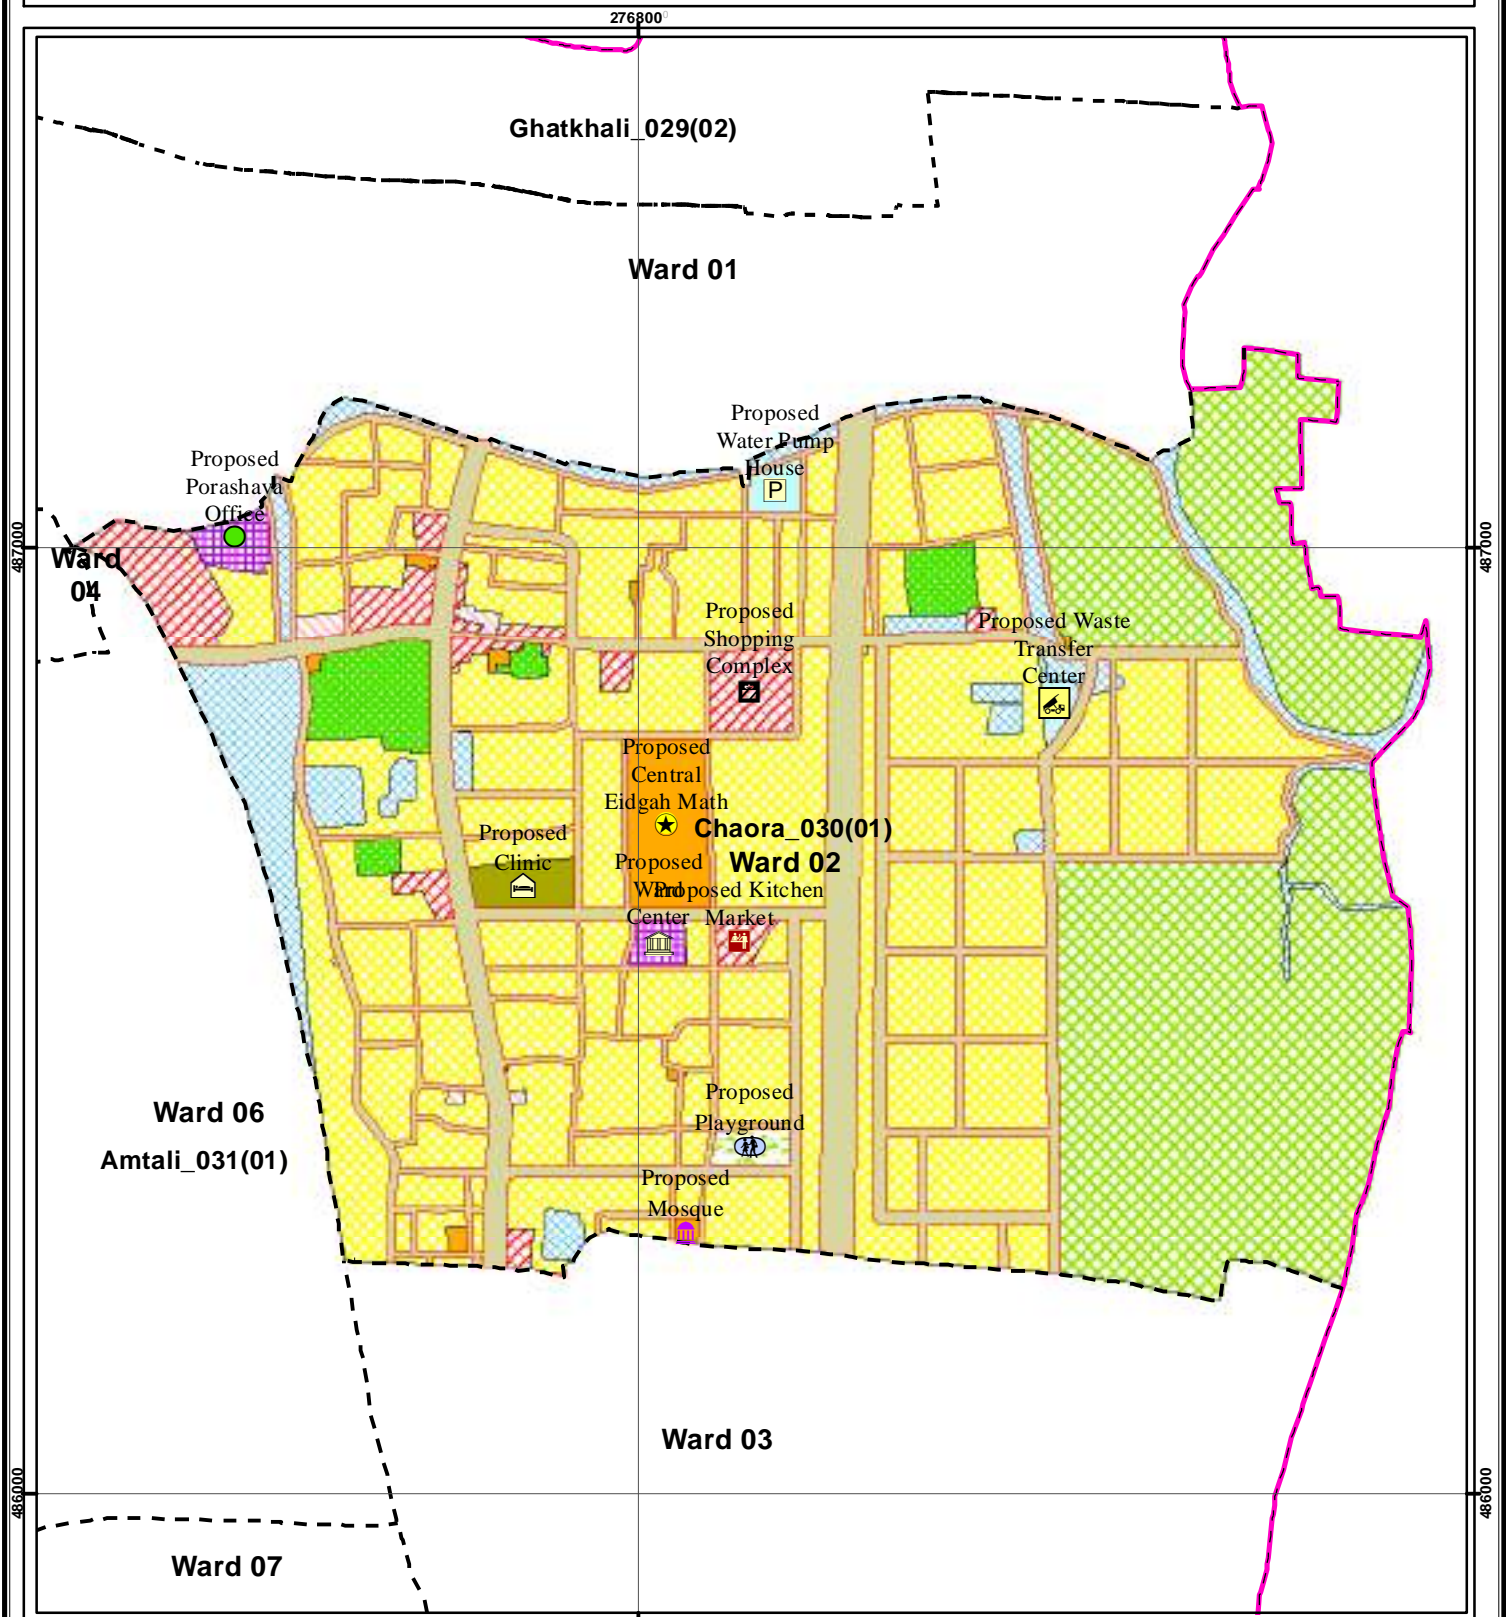 276800
Ghatkhali_029(02)
Ward 01
Proposed
Water Pump
House
P
Proposed
Porashava
Office
487000
487000
Ward
04
Proposed
Shopping
Complex
Proposed Waste
Transfer
Center
Proposed
Central
Eidgah Math
Chaora_030(01)
Ward 02
Proposed
Clinic
Proposed
Ward
Center
Proposed Kitchen
Market
Ward 06
Amtali_031(01)
Proposed
Playground
Proposed
Mosque
Ward 03
486000
486000
Ward 07